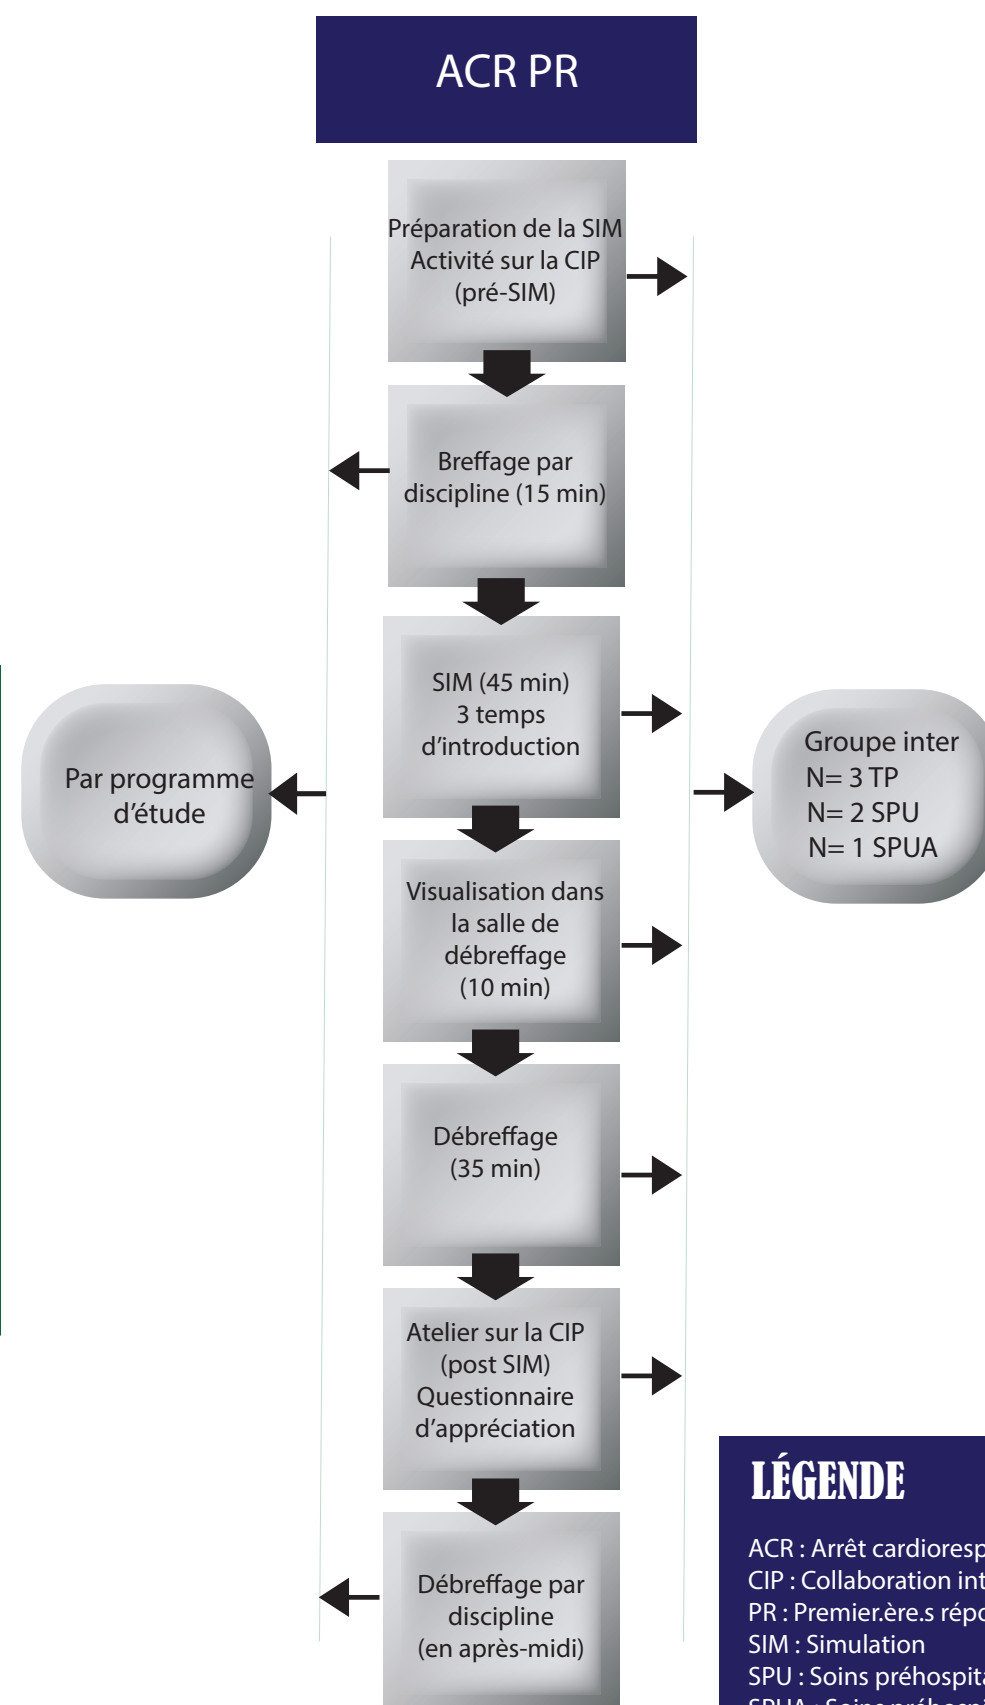 ACR PR
Préparation de la SIM
Activité sur la CIP
(pré-SIM)
Breffage par
discipline (15 min)
SIM (45 min)
3 temps
d’introduction
Par programme
d’étude
Groupe inter
N= 3 TP
N= 2 SPU
N= 1 SPUA
Visualisation dans
la salle de
débreffage
(10 min)
Débreffage
(35 min)
Atelier sur la CIP
(post SIM)
Questionnaire
d’appréciation
Débreffage par
discipline
(en après-midi)
LÉGENDE
ACR : Arrêt cardioresp
CIP : Collaboration int
PR : Premier.ère.s répo
SIM : Simulation
SPU : Soins préhospita
SPUA : Soins préhospi